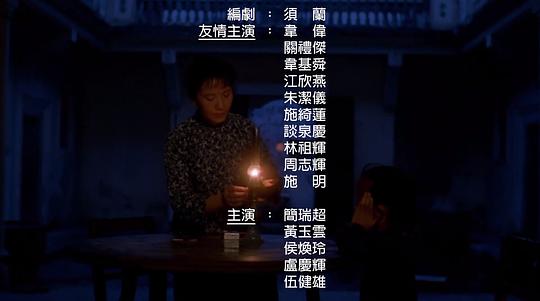 編劇 : 須 蘭
友情主演 : 韋 偉
關禮傑
韋基舜
江欣燕
朱潔儀
施綺蓮
談泉慶
林祖輝
周志輝
施 明
主演 : 簡瑞超
黃玉雲
侯煥玲
盧慶輝
伍健雄